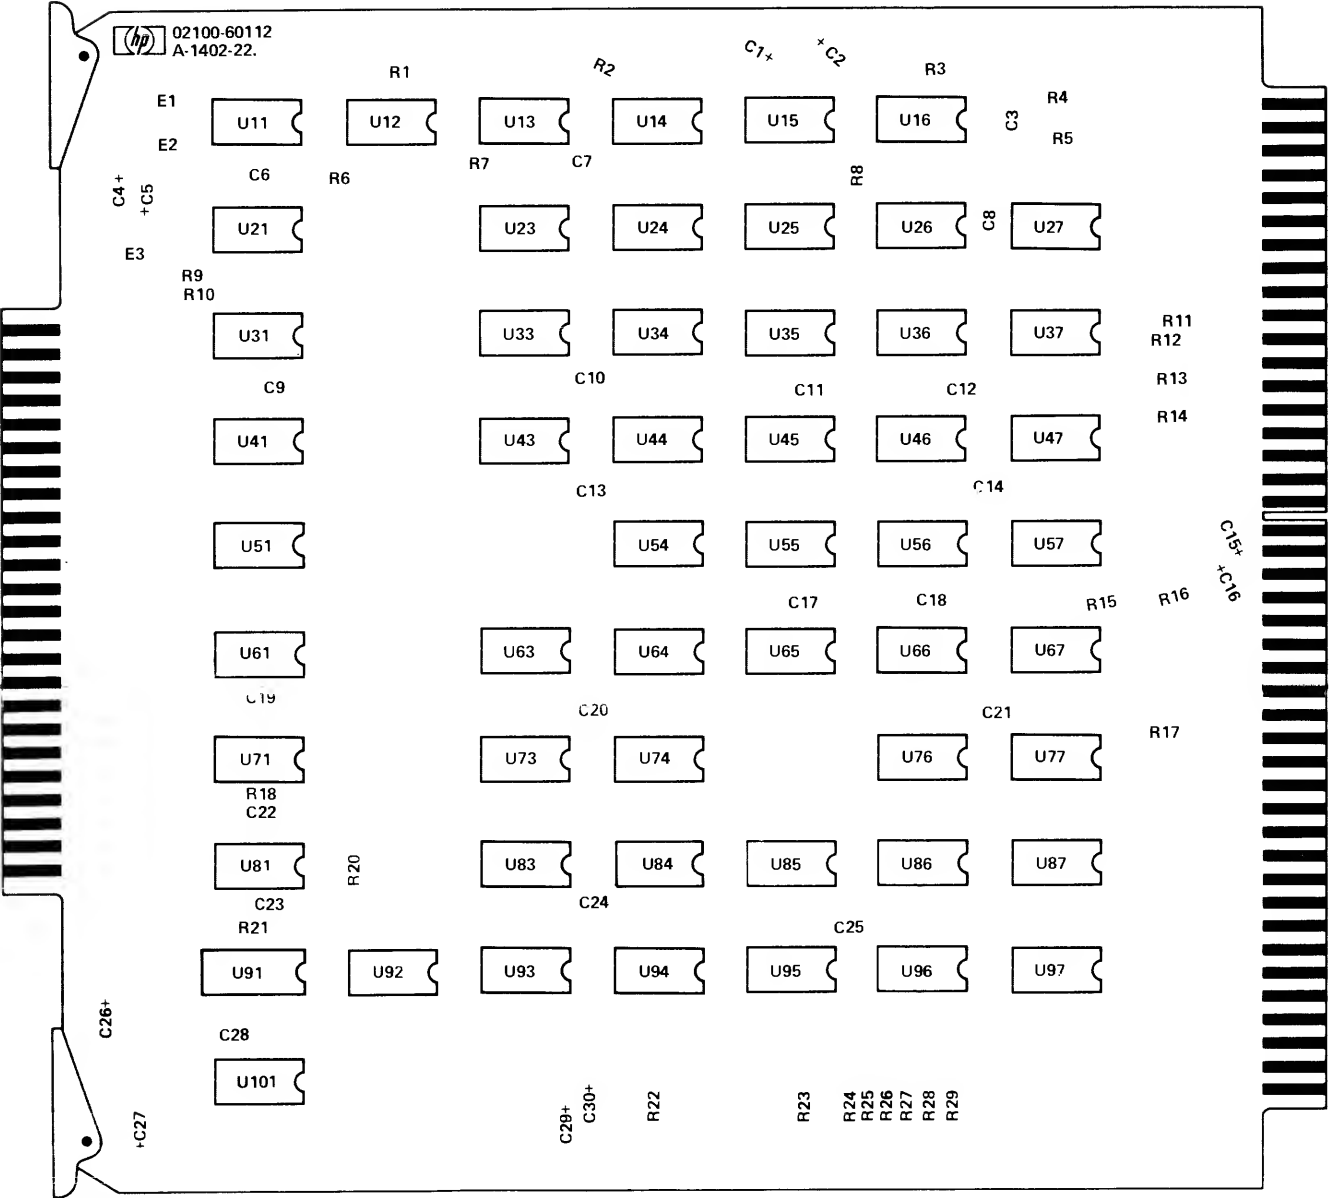 hp 02100-60112
A-1402-22.
C1+ +C2
R1 R2 R3
E1 R4
U11 U12 U13 U14 U15 U16 C3
E2 R5
R7 C7
C6 R6 R8
C4+ +C5
U21 U23 U24 U25 U26 C8 U27
E3
R9
R10
R11
U31 U33 U34 U35 U36 U37 R12
C9 C10 C11 C12 R13
R14
U41 U43 U44 U45 U46 U47
C13 C14
U51 U54 U55 U56 U57 C15+
+C16
C17 C18 R15 R16
U61 U63 U64 U65 U66 U67
C19
C20 C21
R17
U71 U73 U74 U76 U77
R18
C22
U81 R20 U83 U84 U85 U86 U87
C23 C24
R21 C25
U91 U92 U93 U94 U95 U96 U97
C26+
C28
U101
+C27 C29+ C30+ R22 R23 R24 R25 R26 R27 R28 R29